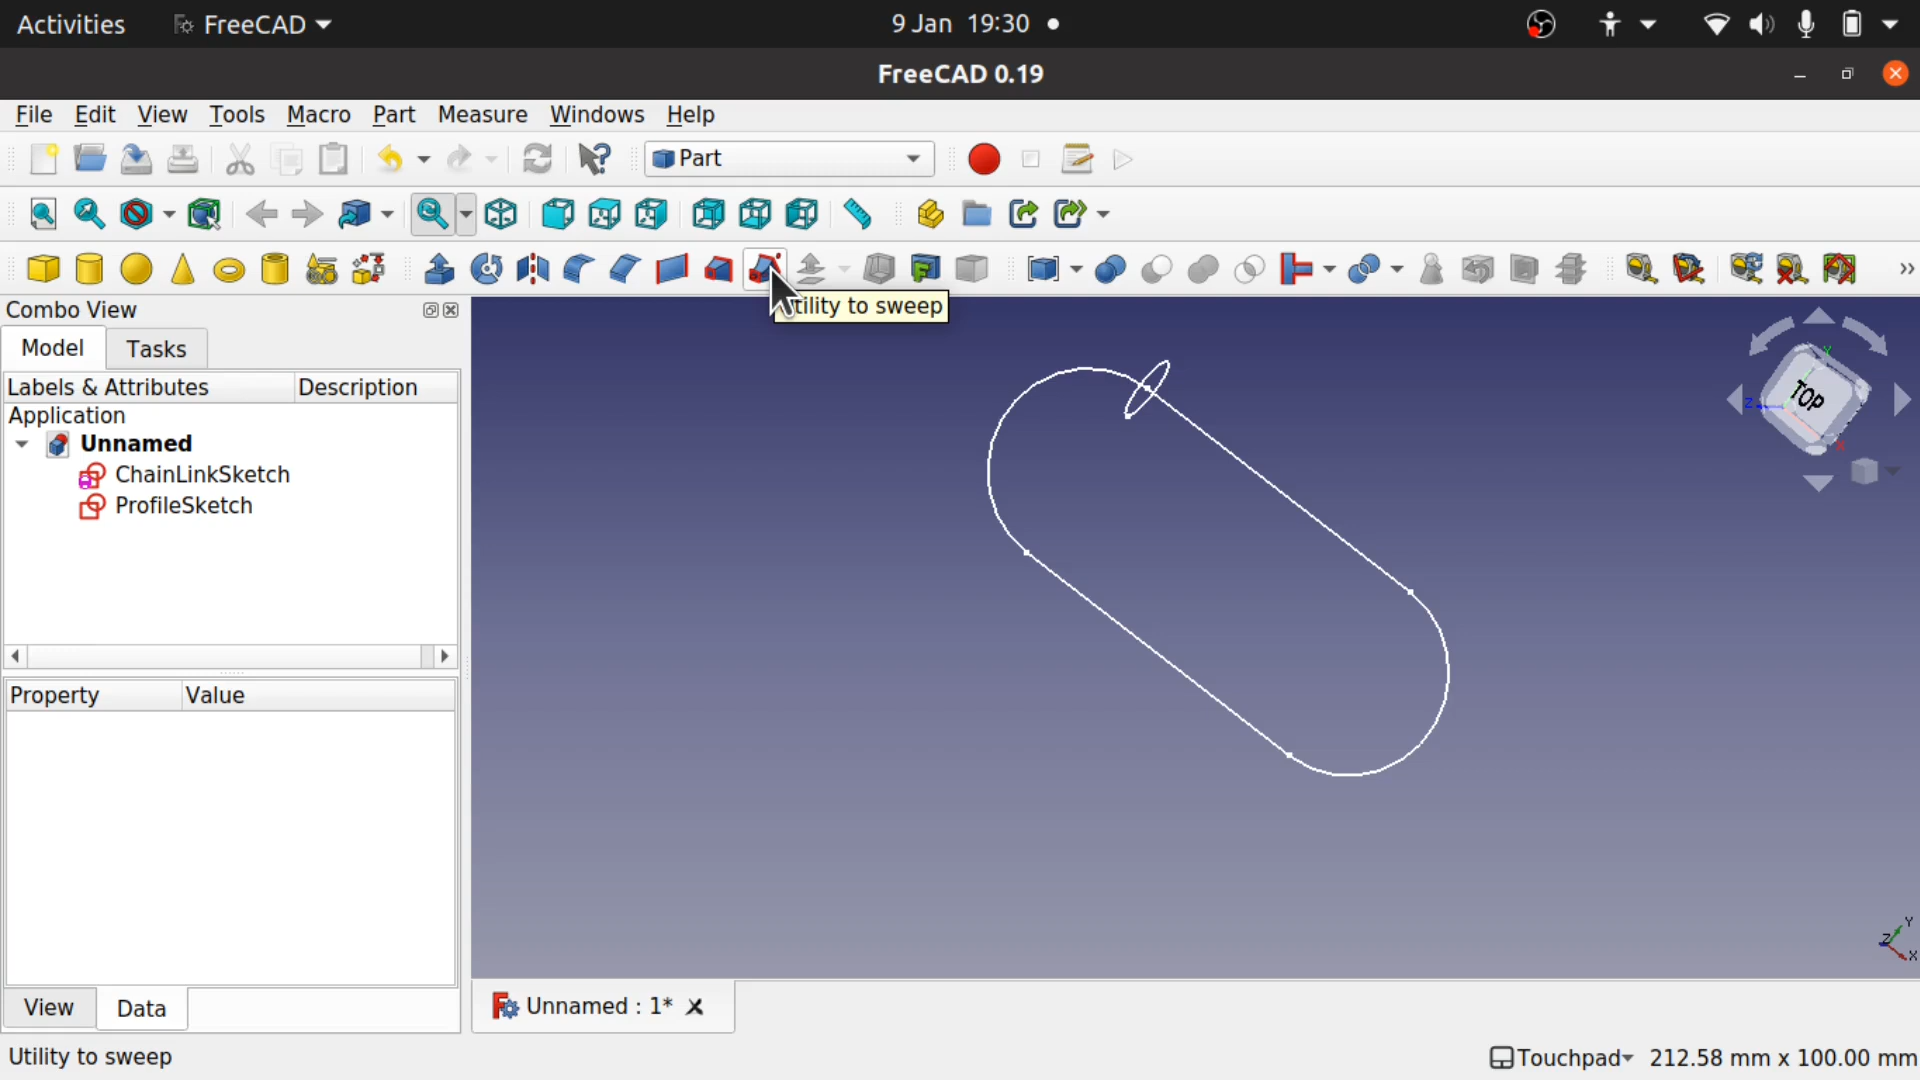 Activities FreeCAD 9 Jan 19:30
FreeCAD 0.19
File Edit View Tools Macro Part Measure Windows Help
Part
Combo View tility to sweep
Model Tasks
Labels & Attributes Description
Application
Unnamed
ChainLinkSketch
ProfileSketch
TOP
Y
Z
X
Property Value
Y
Z
X
View Data
Unnamed : 1*
Utility to sweep Touchpad 212.58 mm x 100.00 mm